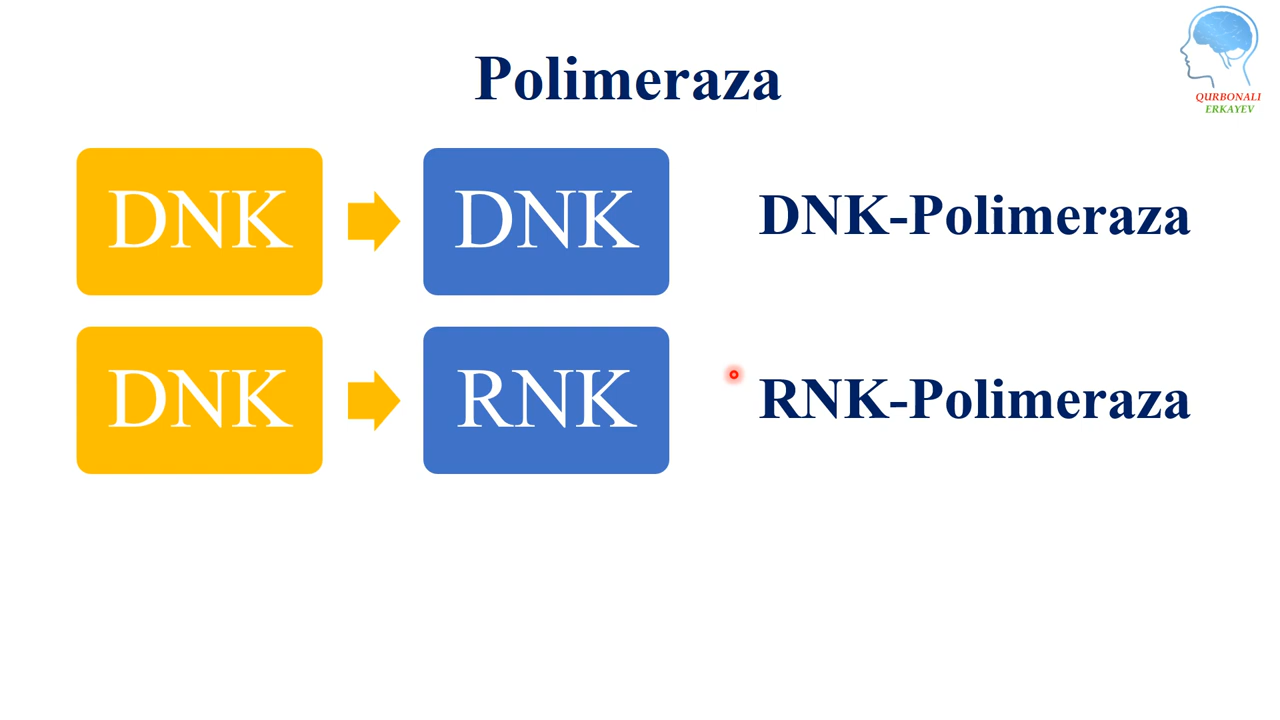 Polimeraza
QURBONALI
ERKAYEV
DNK
DNK
DNK-Polimeraza
DNK
RNK
RNK-Polimeraza